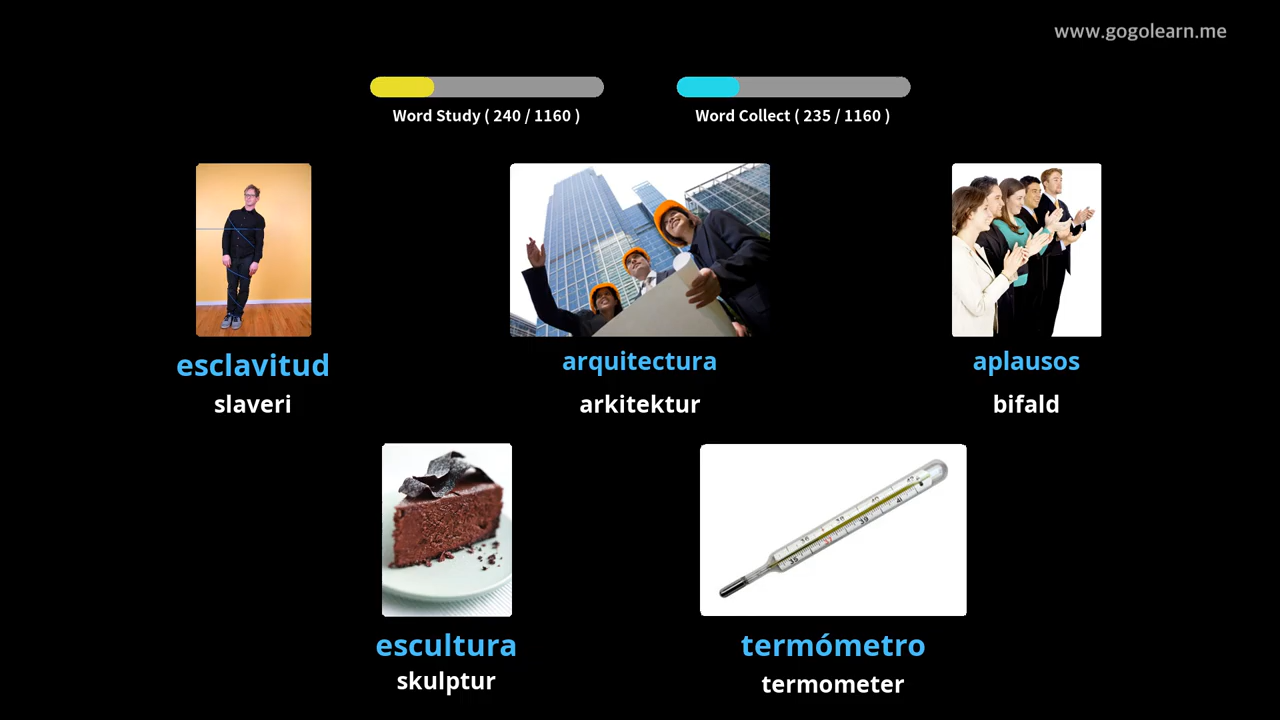 www.gogolearn.me
Word Study ( 240 / 1160 )
Word Collect ( 235 / 1160 )
esclavitud
arquitectura
aplausos
slaveri
arkitektur
bifald
escultura
termómetro
skulptur
termometer